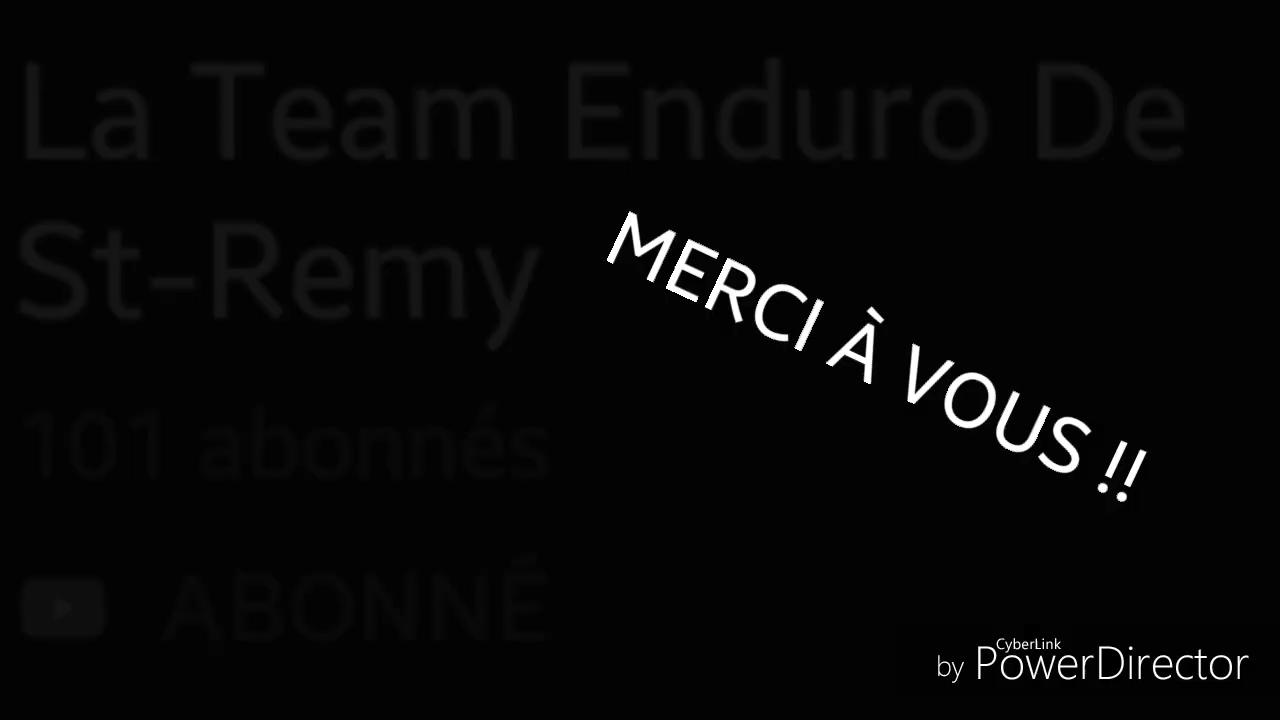 La Team Enduro De
St-Remy
MERCI À VOUS !!
101 abonnés
ABONNÉ
by CyberLink PowerDirector